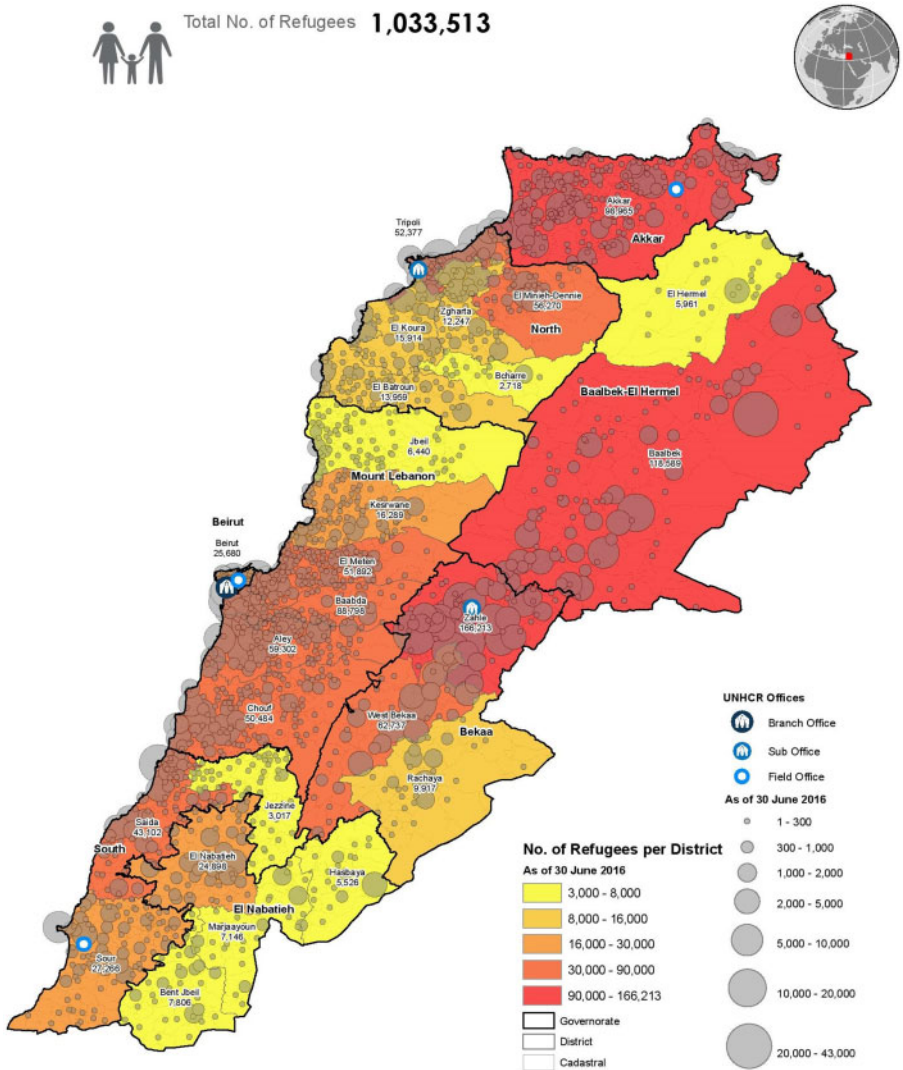 Total No. of Refugees 1,033,513
Akkar
98,965
Akkar
Tripoli
52,377
El Hermel
5,961
El Minieh-Dennie
56,270
Zgharta
12,247
North
El Koura
15,914
Bcharre
2,718
El Batroun
13,959
Baalbek-El Hermel
Jbeil
6,440
Baalbek
118,589
Mount Lebanon
Kesrwane
16,289
Beirut
Beirut
25,680
El Meten
51,892
Baabda
88,798
Zahle
166,213
Aley
59,302
Chouf
50,484
West Bekaa
62,737
Bekaa
Rachaya
9,917
Jezzine
3,017
Saida
43,102
South
El Nabatieh
24,898
Hasbaya
5,526
El Nabatieh
Marjaayoun
7,146
Sour
27,266
Bent Jbeil
7,806
UNHCR Offices
Branch Office
Sub Office
Field Office
As of 30 June 2016
1 - 300
300 - 1,000
1,000 - 2,000
2,000 - 5,000
5,000 - 10,000
10,000 - 20,000
20,000 - 43,000
No. of Refugees per District
As of 30 June 2016
3,000 - 8,000
8,000 - 16,000
16,000 - 30,000
30,000 - 90,000
90,000 - 166,213
Governorate
District
Cadastral